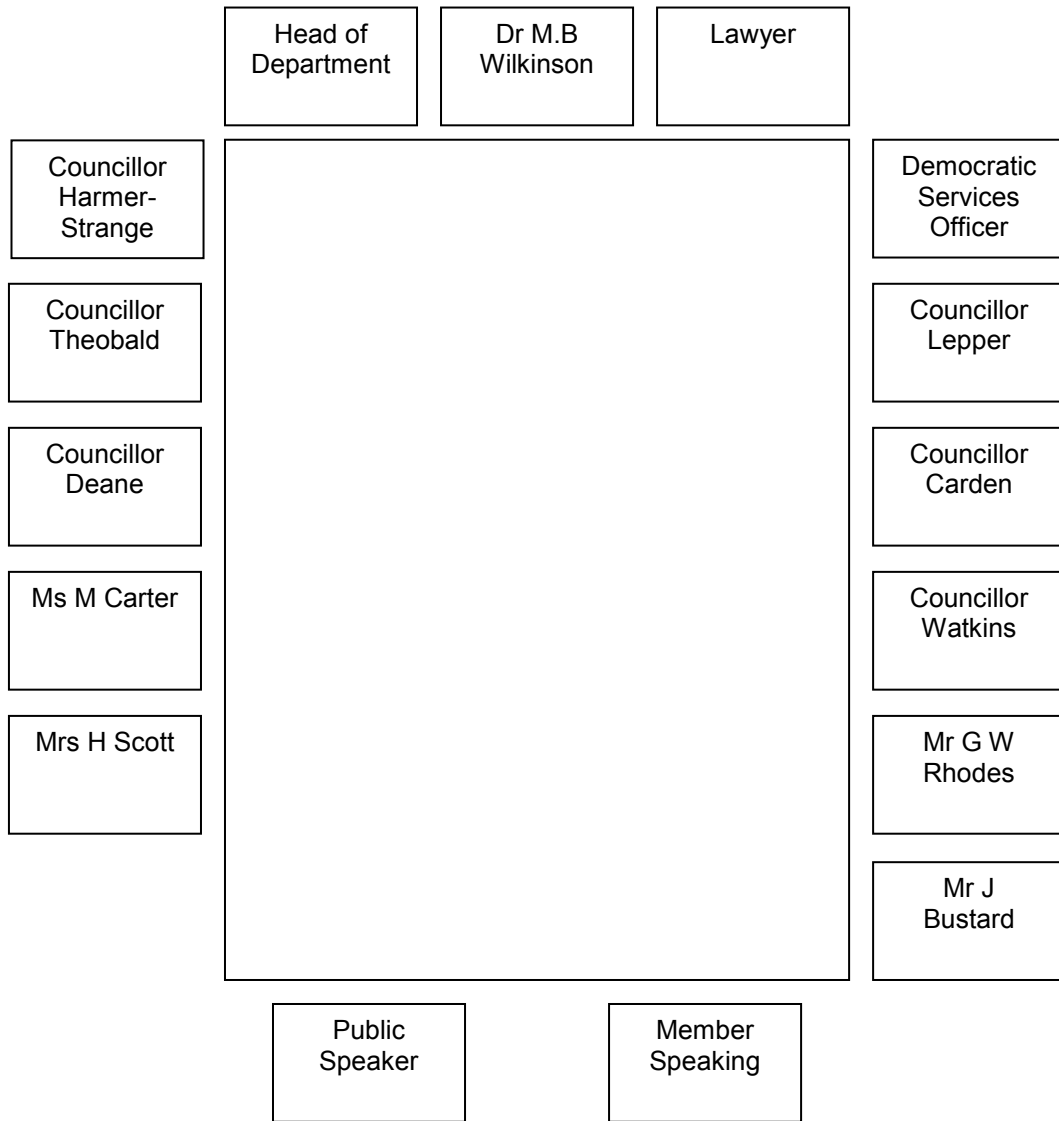 Head of
Department
Dr M.B
Wilkinson
Lawyer
Councillor
Harmer-
Strange
Democratic
Services
Officer
Councillor
Theobald
Councillor
Lepper
Councillor
Deane
Councillor
Carden
Ms M Carter
Councillor
Watkins
Mrs H Scott
Mr G W
Rhodes
Mr J
Bustard
Public
Speaker
Member
Speaking